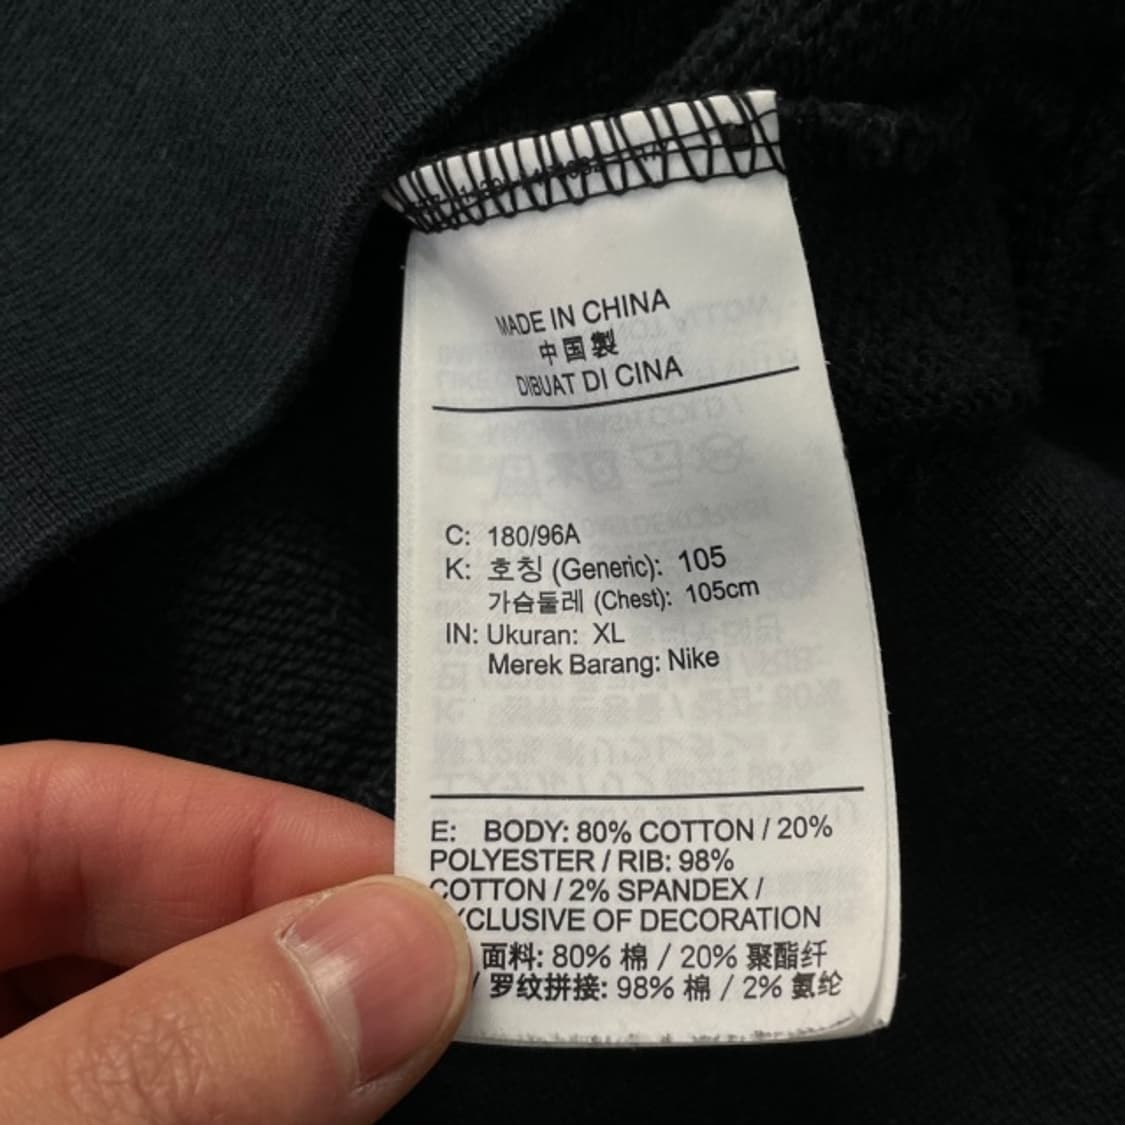 MADE IN CHINA
中国製
DIBUAT DI CINA
C: 180/96A
K: 호칭 (Generic): 105
가슴둘레 (Chest): 105cm
IN: Ukuran: XL
Merek Barang: Nike
E: BODY: 80% COTTON / 20%
POLYESTER / RIB: 98%
COTTON / 2% SPANDEX /
XCLUSIVE OF DECORATION
面料: 80% 棉 / 20% 聚酯纤
/ 罗纹拼接: 98% 棉 / 2% 氨纶